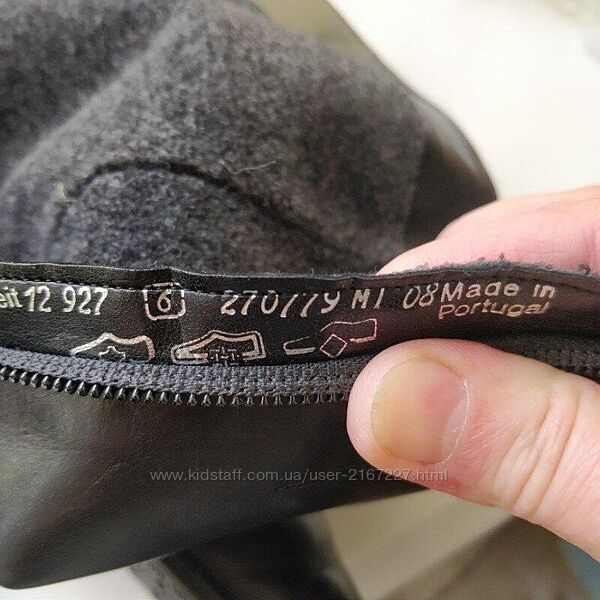 eit 12 927 6 270779 M1 08 Made in
Portugal
www.kidstaff.com.ua/user-2167227.html